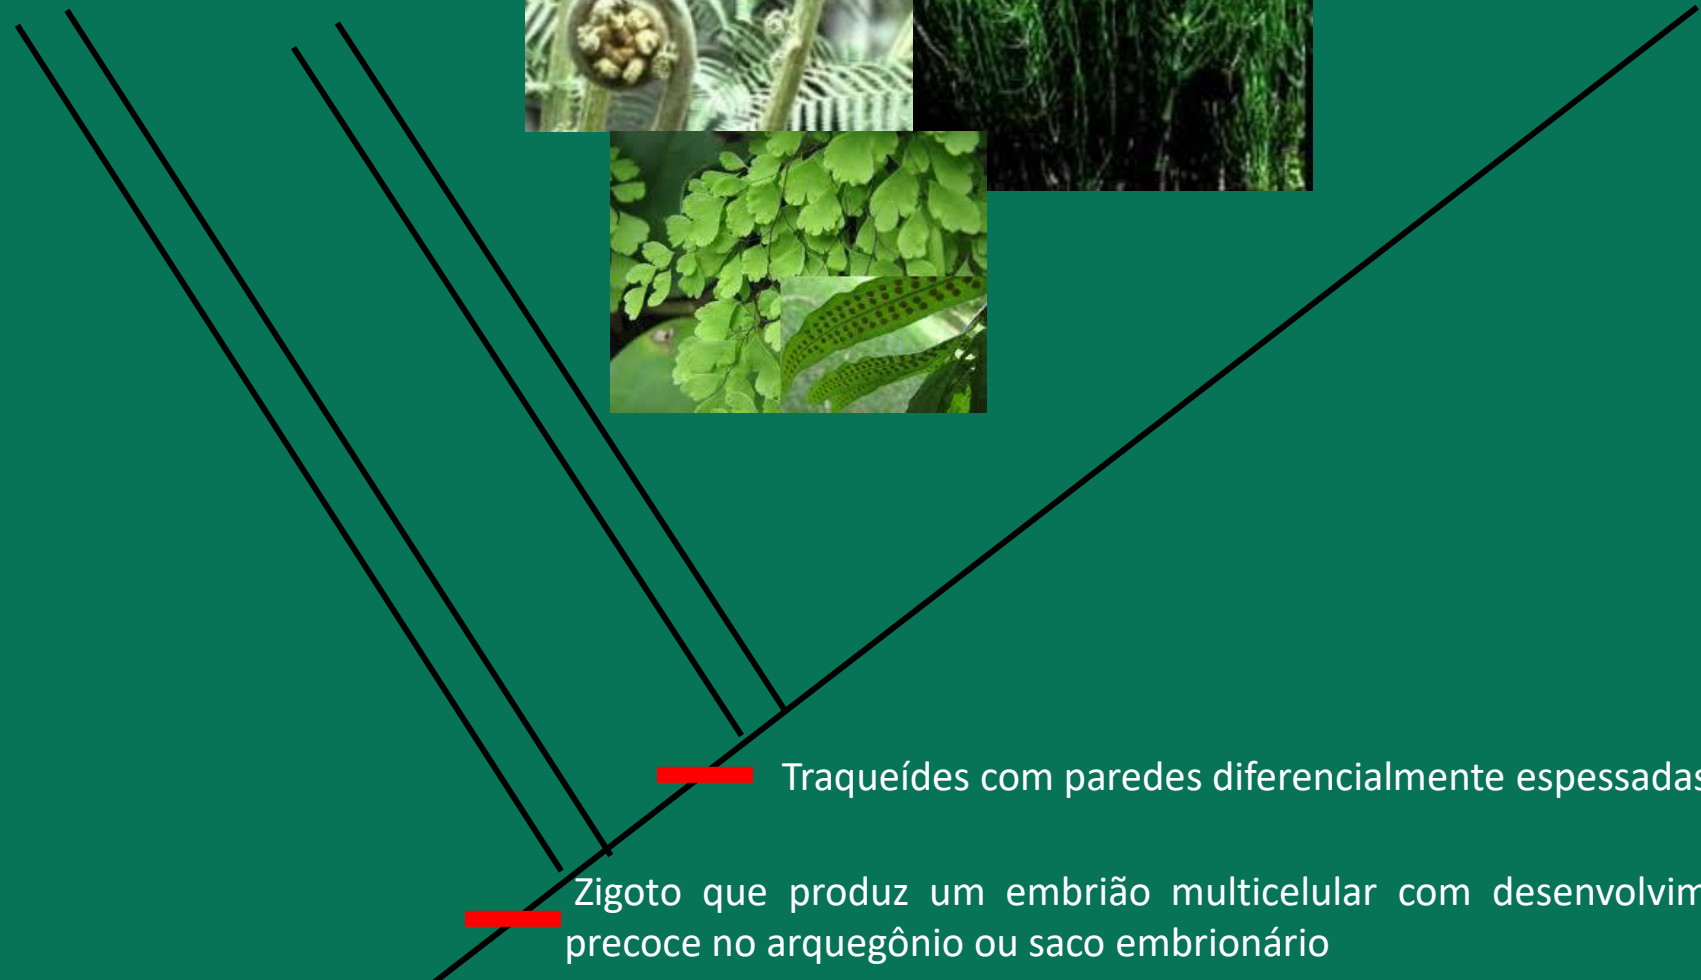 Traqueídes com paredes diferencialmente espessadas
Zigoto que produz um embrião multicelular com desenvolvim
precoce no arquegônio ou saco embrionário